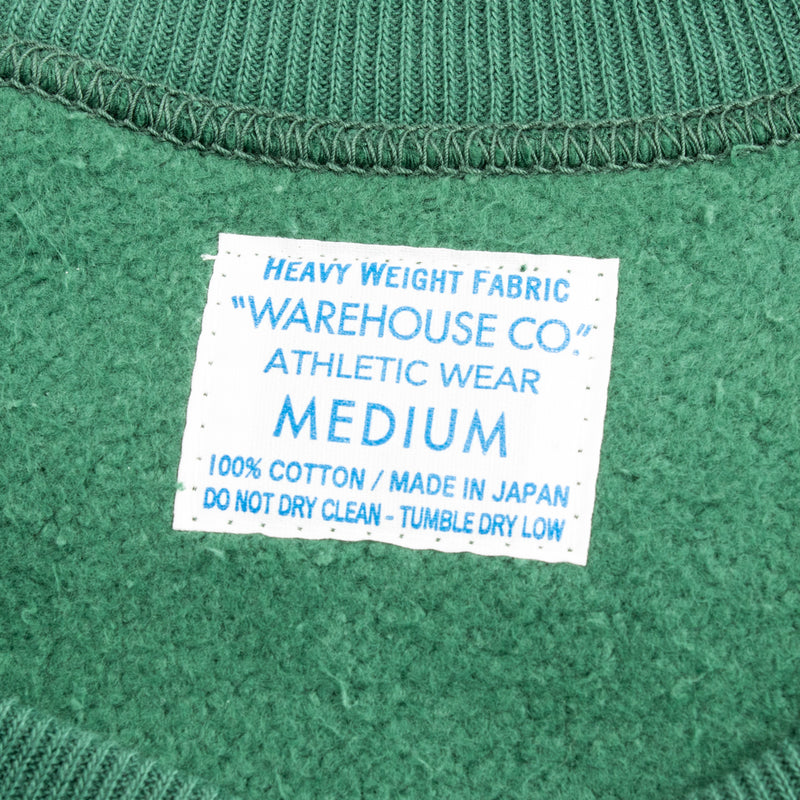 HEAVY WEIGHT FABRIC
"WAREHOUSE CO."
ATHLETIC WEAR
MEDIUM
100% COTTON / MADE IN JAPAN
DO NOT DRY CLEAN - TUMBLE DRY LOW